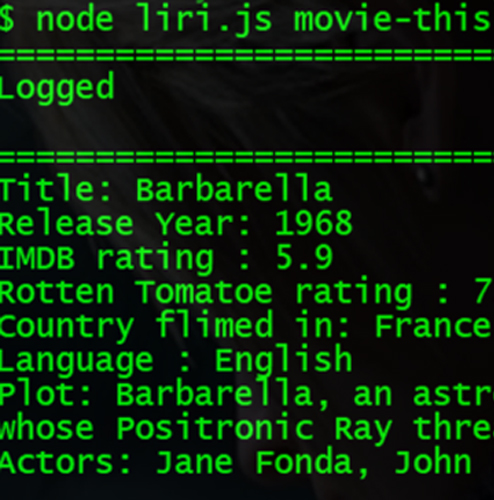 $ node liri.js movie-this
=========================
Logged
=========================
Title: Barbarella
Release Year: 1968
IMDB rating : 5.9
Rotten Tomatoe rating : 7
Country flimed in: France
Language : English
Plot: Barbarella, an astr
whose Positronic Ray thre
Actors: Jane Fonda, John